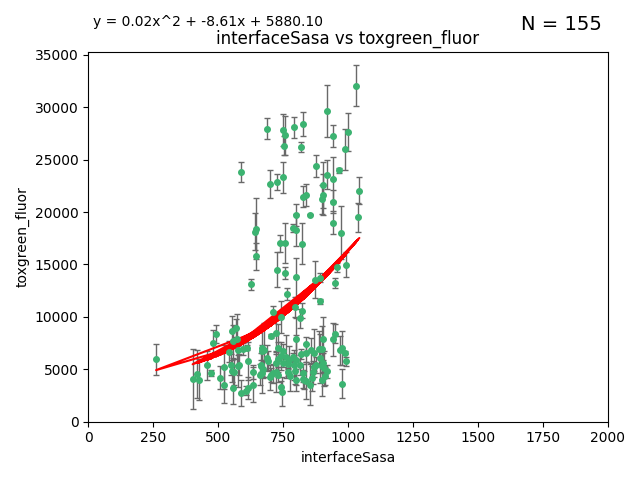 y = 0.02x^2 + -8.61x + 5880.10
N = 155
interfaceSasa vs toxgreen_fluor
35000
30000
25000
20000
15000
10000
5000
0
toxgreen_fluor
0 250 500 750 1000 1250 1500 1750 2000
interfaceSasa